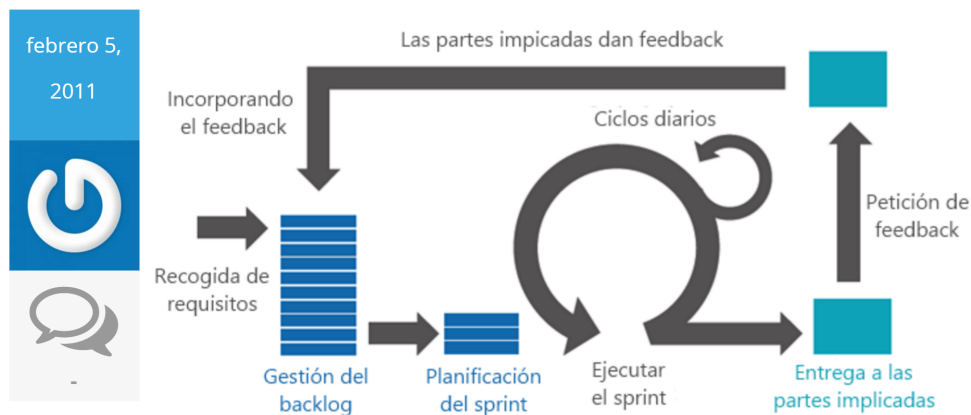 febrero 5,
2011
-
Las partes impicadas dan feedback
Incorporando
el feedback
Ciclos diarios
Petición de
feedback
Recogida de
requisitos
Gestión del
backlog
Planificación
del sprint
Ejecutar
el sprint
Entrega a las
partes implicadas